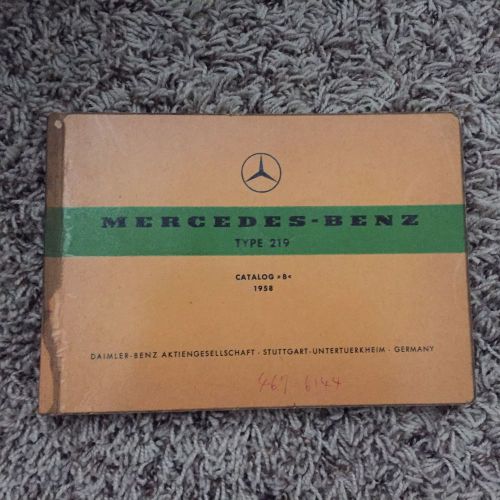 MERCEDES-BENZ
TYPE 219
CATALOG »B«
1958
DAIMLER-BENZ AKTIENGESELLSCHAFT · STUTTGART-UNTERTUERKHEIM · GERMANY
467 6144